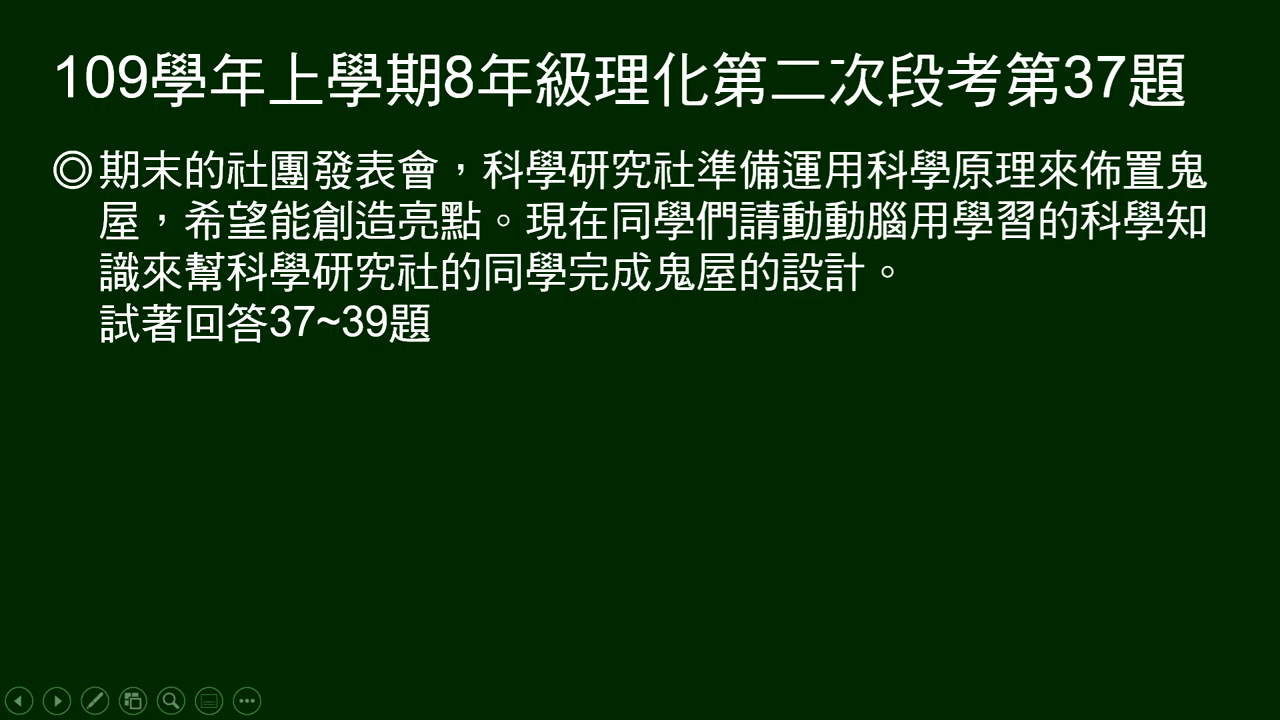 109學年上學期8年級理化第二次段考第37題
◎期末的社團發表會，科學研究社準備運用科學原理來佈置鬼
屋，希望能創造亮點。現在同學們請動動腦用學習的科學知
識來幫科學研究社的同學完成鬼屋的設計。
試著回答37~39題